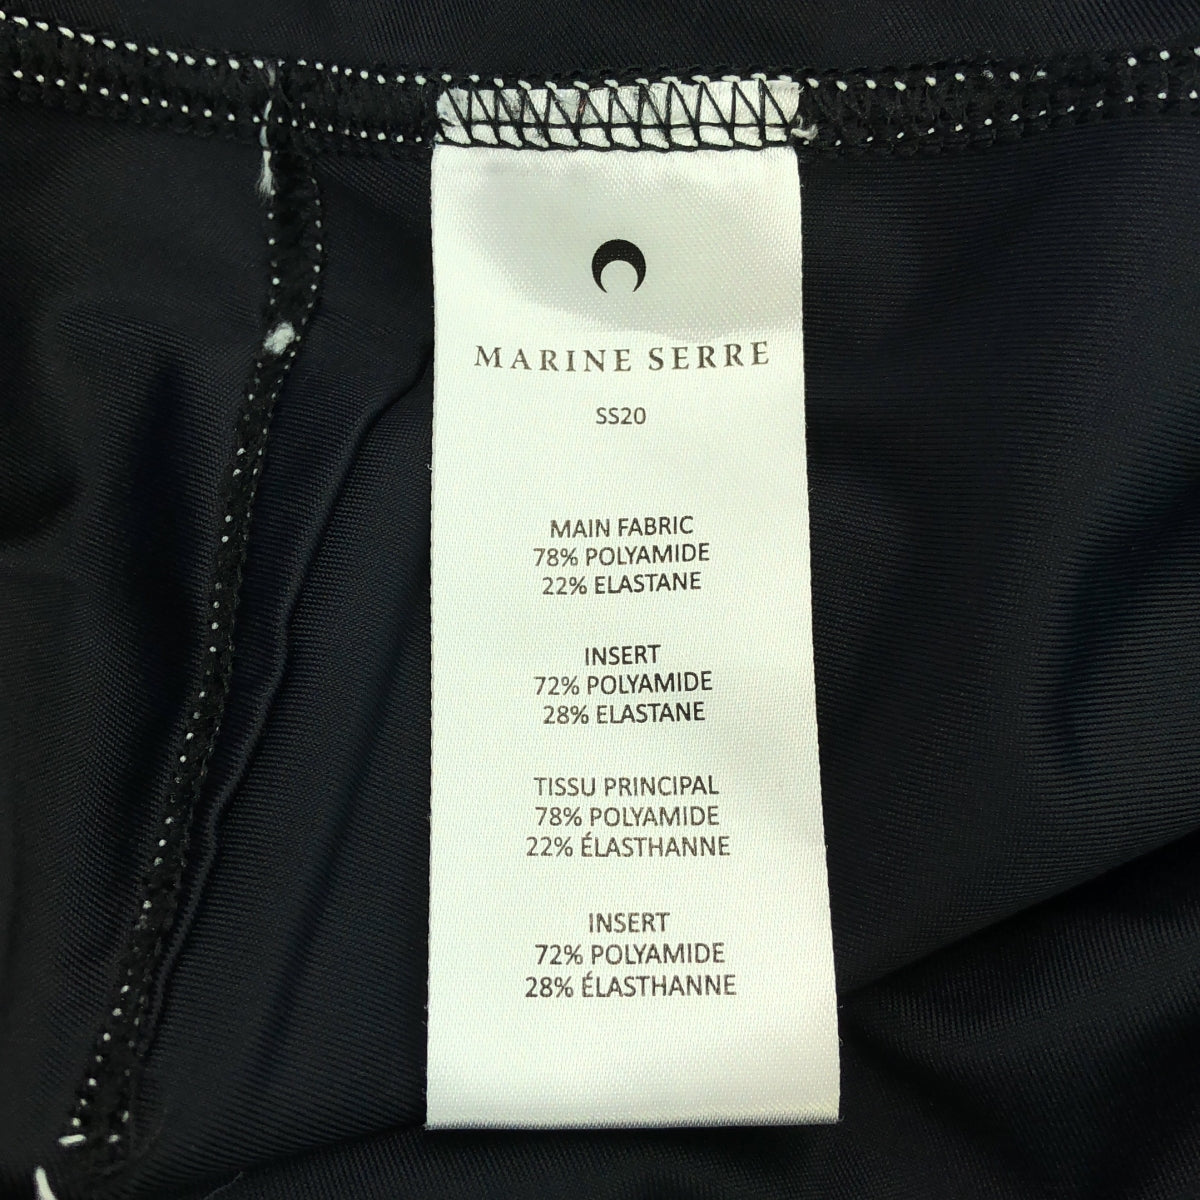 MARINE SERRE
SS20
MAIN FABRIC
78% POLYAMIDE
22% ELASTANE
INSERT
72% POLYAMIDE
28% ELASTANE
TISSU PRINCIPAL
78% POLYAMIDE
22% ÉLASTHANNE
INSERT
72% POLYAMIDE
28% ÉLASTHANNE